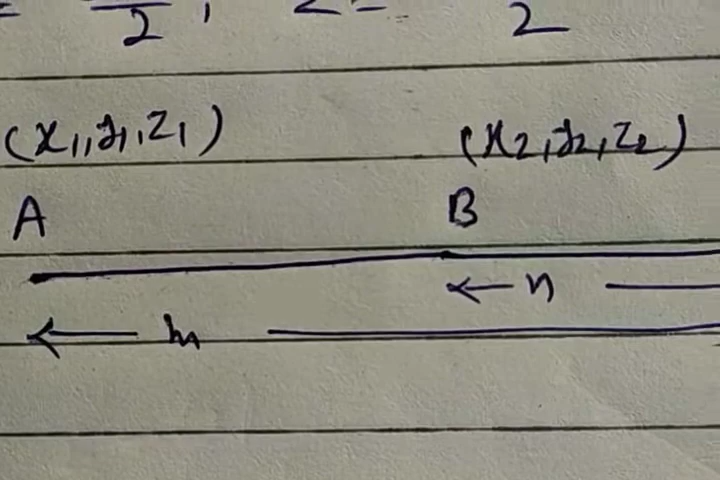 = 2, z = 2
(x₁, y₁, z₁) (x₂, y₂, z₂)
A B
← n
← m